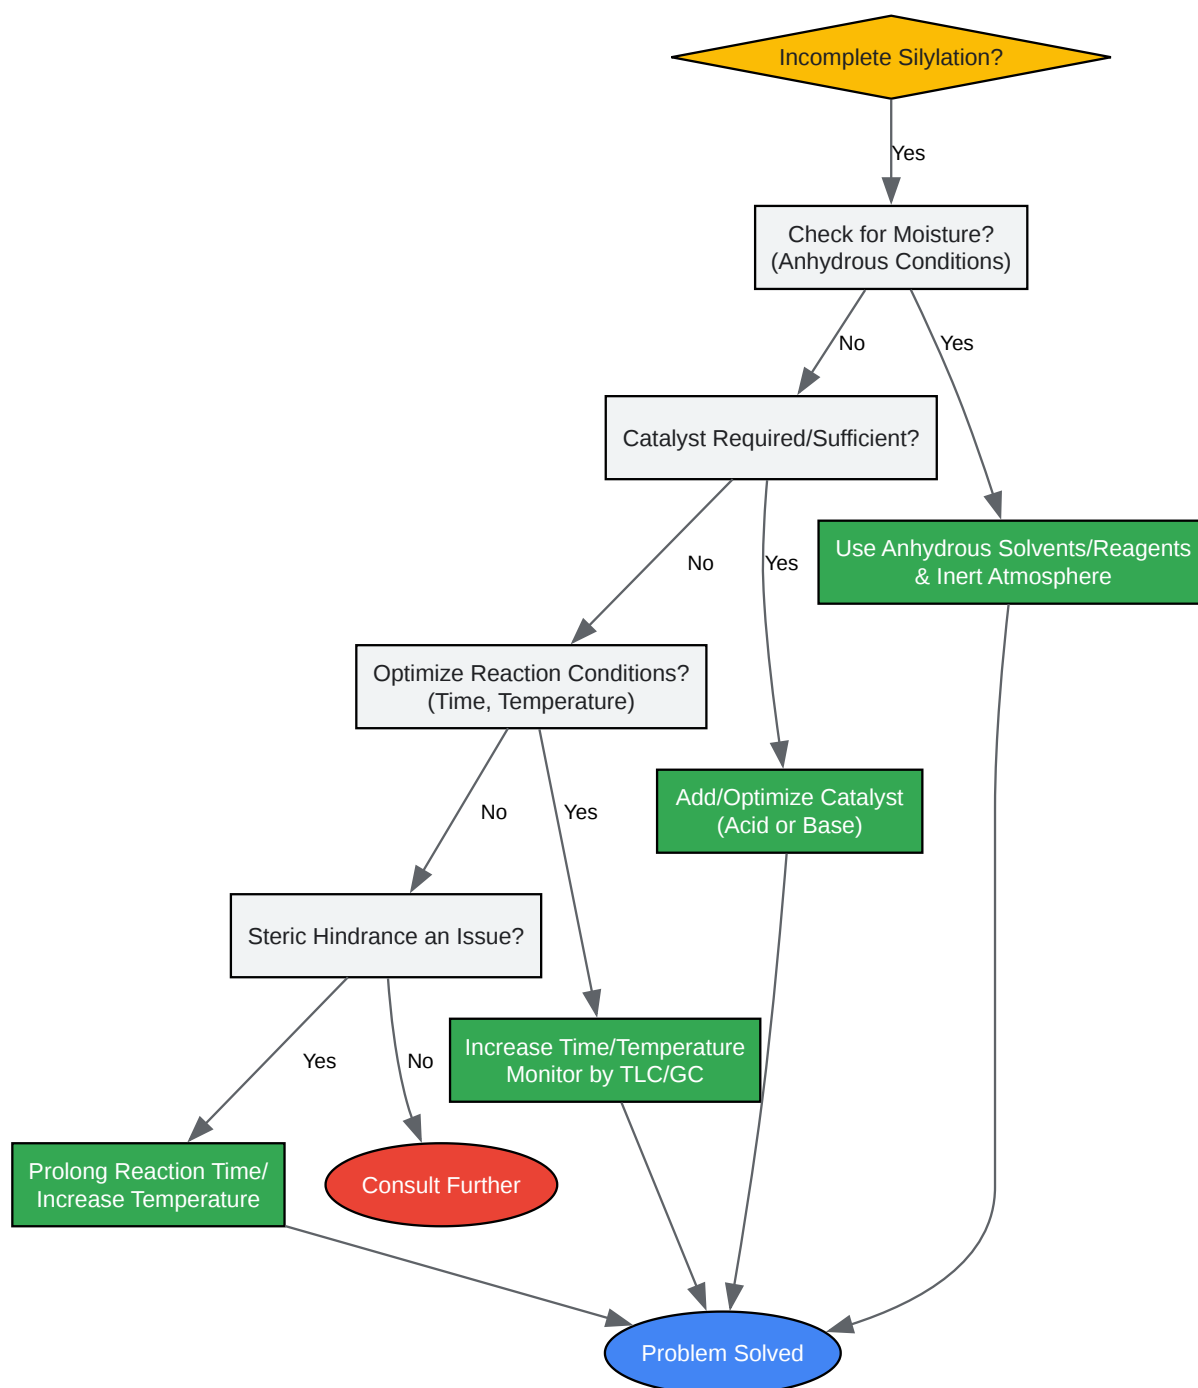 Incomplete Silylation?
Yes
Check for Moisture?
(Anhydrous Conditions)
No
Yes
Catalyst Required/Sufficient?
No
Yes
Use Anhydrous Solvents/Reagents
& Inert Atmosphere
Optimize Reaction Conditions?
(Time, Temperature)
No
Yes
Add/Optimize Catalyst
(Acid or Base)
Steric Hindrance an Issue?
Yes
No
Increase Time/Temperature
Monitor by TLC/GC
Prolong Reaction Time/
Increase Temperature
Consult Further
Problem Solved